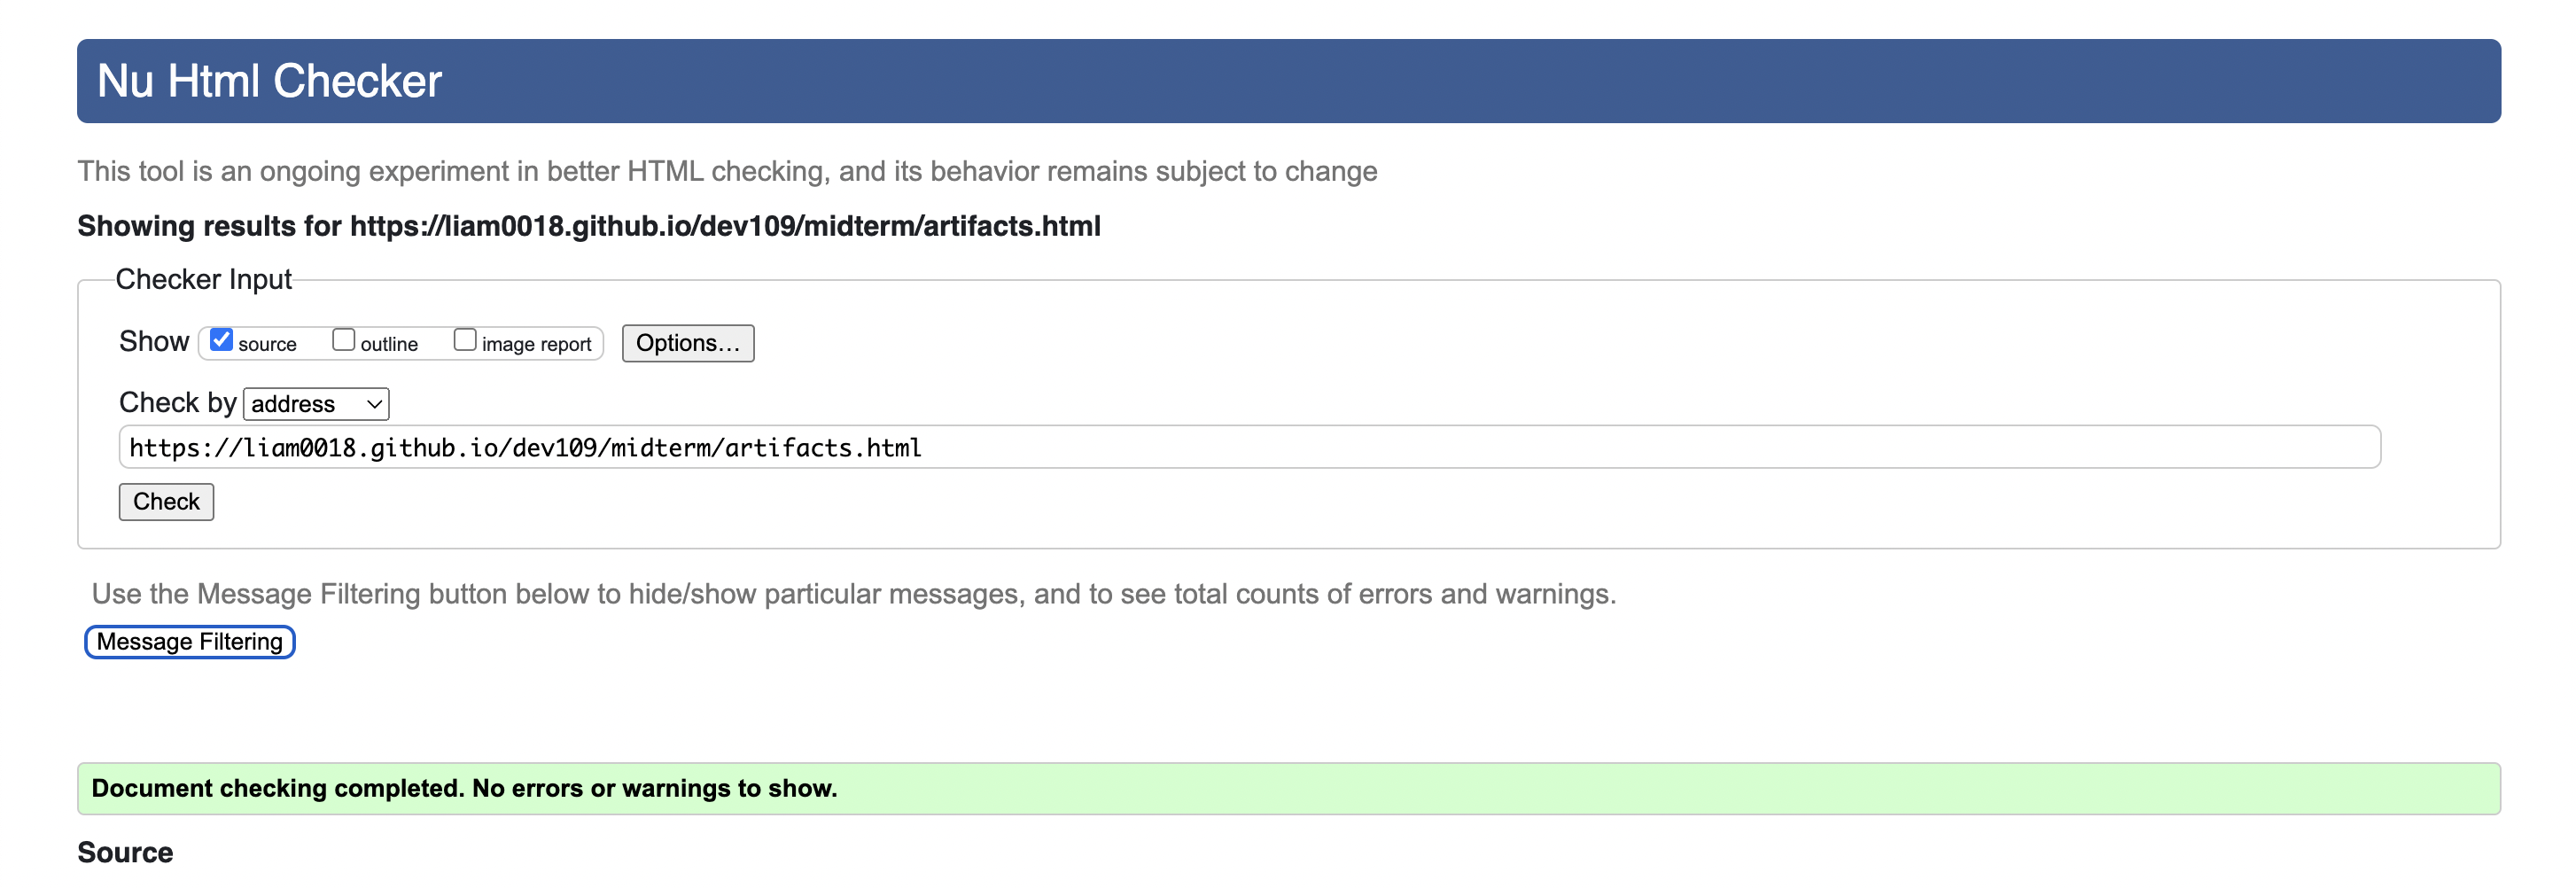 Nu Html Checker
This tool is an ongoing experiment in better HTML checking, and its behavior remains subject to change
Showing results for https://liam0018.github.io/dev109/midterm/artifacts.html
Checker Input
Show source outline image report Options...
Check by address
https://liam0018.github.io/dev109/midterm/artifacts.html
Check
Use the Message Filtering button below to hide/show particular messages, and to see total counts of errors and warnings.
Message Filtering
Document checking completed. No errors or warnings to show.
Source